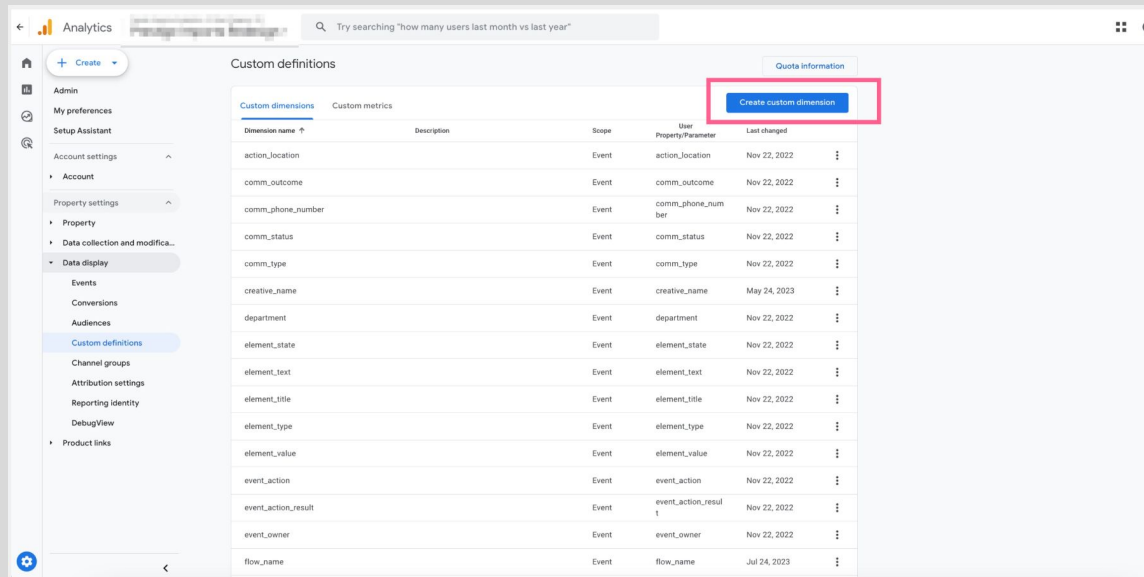 Analytics
Try searching "how many users last month vs last year"
Create
Admin
My preferences
Setup Assistant
Account settings
Account
Property settings
Property
Data collection and modifica...
Data display
Events
Conversions
Audiences
Custom definitions
Channel groups
Attribution settings
Reporting identity
DebugView
Product links
Custom definitions
Quota information
Custom dimensions Custom metrics
Create custom dimension
Dimension name Description Scope User Property/Parameter Last changed
action_location Event action_location Nov 22, 2022
comm_outcome Event comm_outcome Nov 22, 2022
comm_phone_number Event comm_phone_num
ber Nov 22, 2022
comm_status Event comm_status Nov 22, 2022
comm_type Event comm_type Nov 22, 2022
creative_name Event creative_name May 24, 2023
department Event department Nov 22, 2022
element_state Event element_state Nov 22, 2022
element_text Event element_text Nov 22, 2022
element_title Event element_title Nov 22, 2022
element_type Event element_type Nov 22, 2022
element_value Event element_value Nov 22, 2022
event_action Event event_action Nov 22, 2022
event_action_result Event event_action_resul
t Nov 22, 2022
event_owner Event event_owner Nov 22, 2022
flow_name Event flow_name Jul 24, 2023